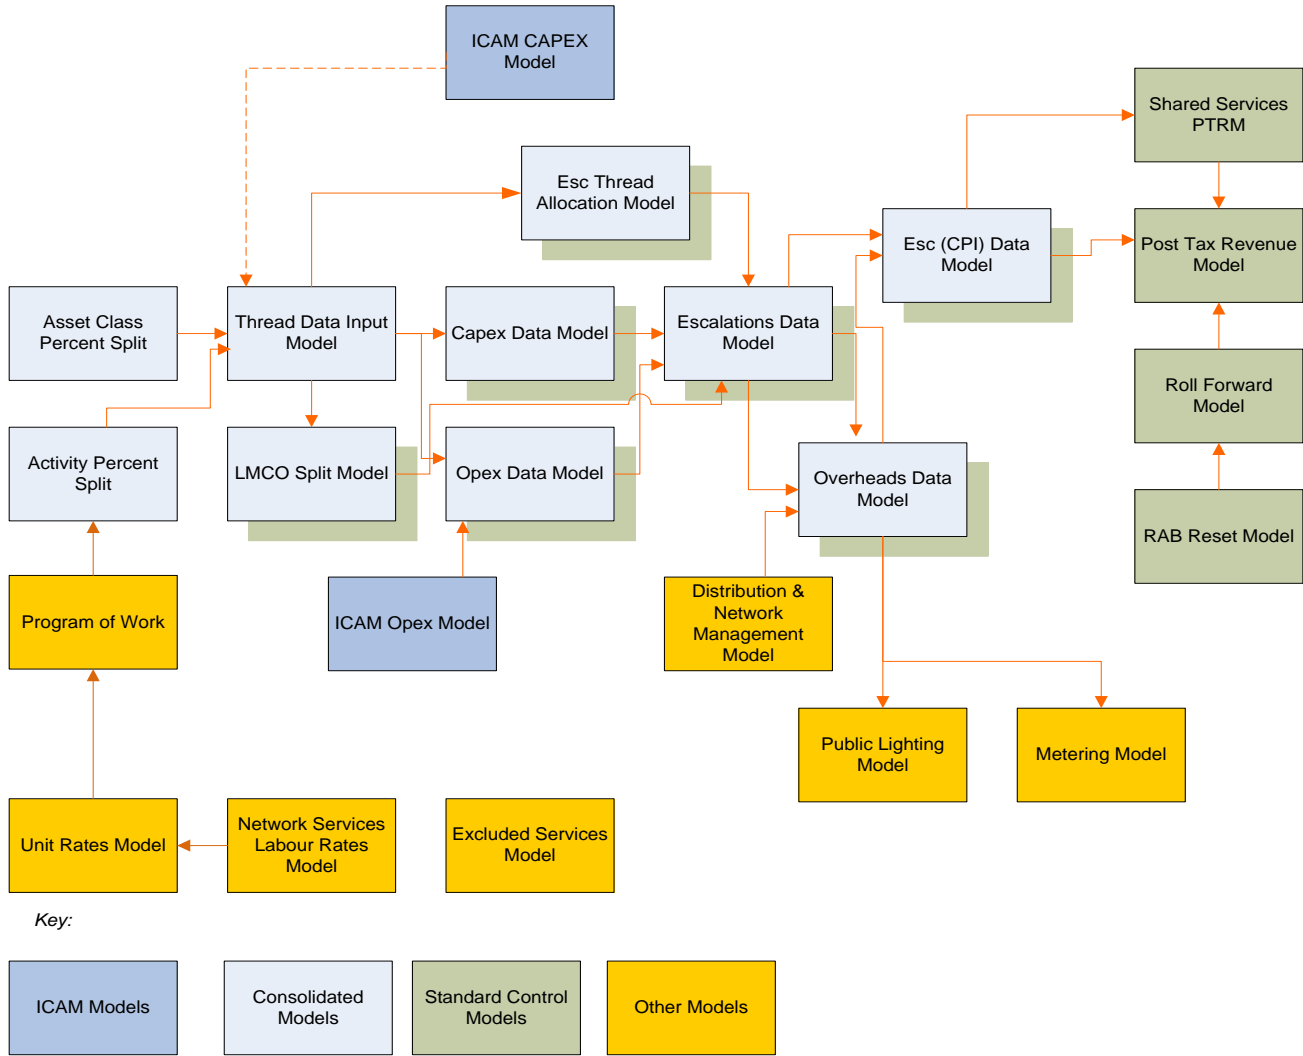 ICAM CAPEX
Model
Shared Services
PTRM
Esc Thread
Allocation Model
Esc (CPI) Data
Model
Post Tax Revenue
Model
Asset Class
Percent Split
Thread Data Input
Model
Capex Data Model
Escalations Data
Model
Roll Forward
Model
Activity Percent
Split
LMCO Split Model
Opex Data Model
Overheads Data
Model
RAB Reset Model
Program of Work
ICAM Opex Model
Distribution &
Network
Management
Model
Public Lighting
Model
Metering Model
Unit Rates Model
Network Services
Labour Rates
Model
Excluded Services
Model
Key:
ICAM Models
Consolidated
Models
Standard Control
Models
Other Models